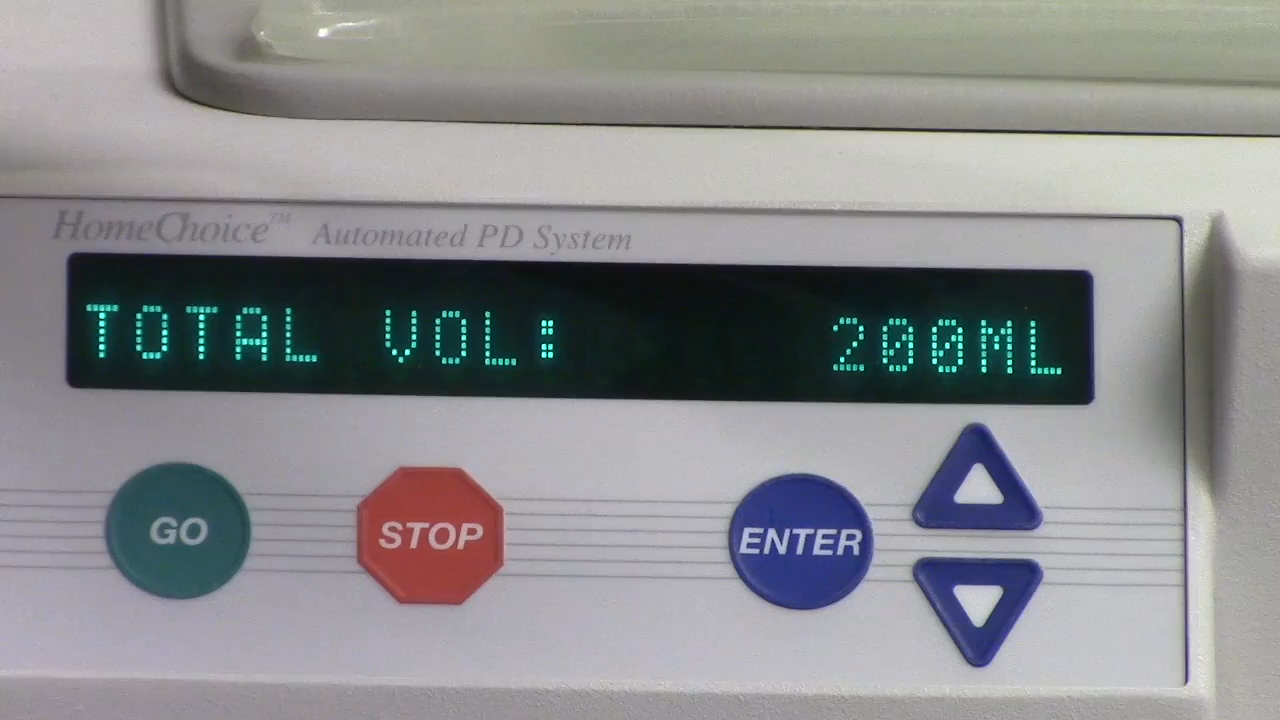 HomeChoice™ Automated PD System
TOTAL VOL: 200ML
GO
STOP
ENTER